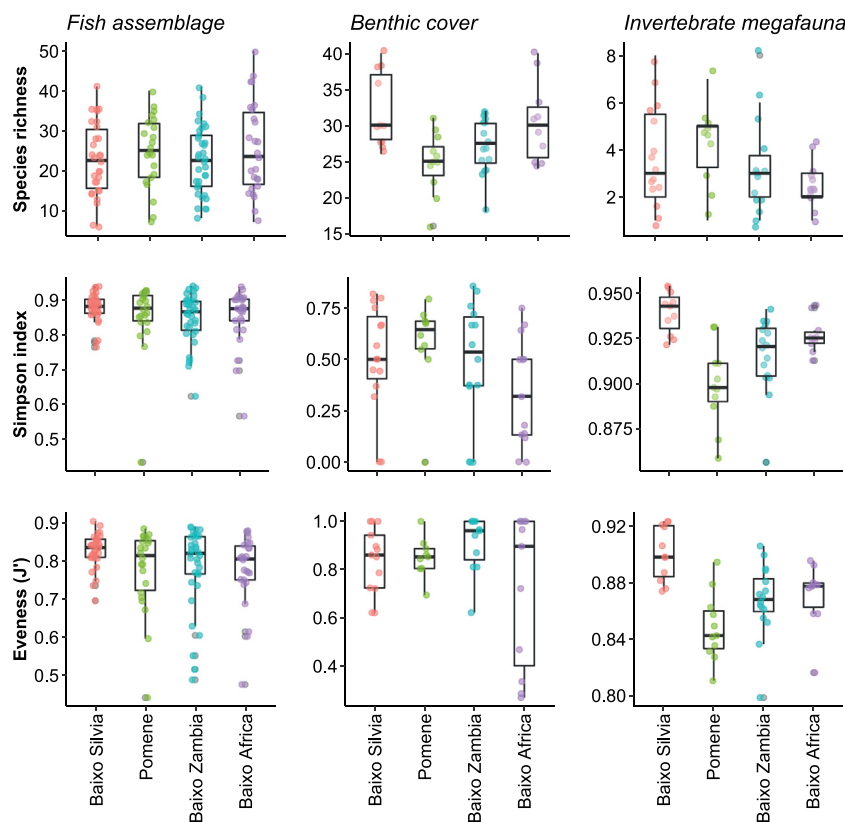 Fish assemblage Benthic cover Invertebrate megafauna
Species richness
50
40
30
20
10
40
35
30
25
20
15
8
6
4
2
Simpson index
0.9
0.8
0.7
0.6
0.5
0.75
0.50
0.25
0.00
0.950
0.925
0.900
0.875
Eveness (J')
0.9
0.8
0.7
0.6
0.5
1.0
0.8
0.6
0.4
0.92
0.88
0.84
0.80
Baixo Silvia
Pomene
Baixo Zambia
Baixo Africa
Baixo Silvia
Pomene
Baixo Zambia
Baixo Africa
Baixo Silvia
Pomene
Baixo Zambia
Baixo Africa